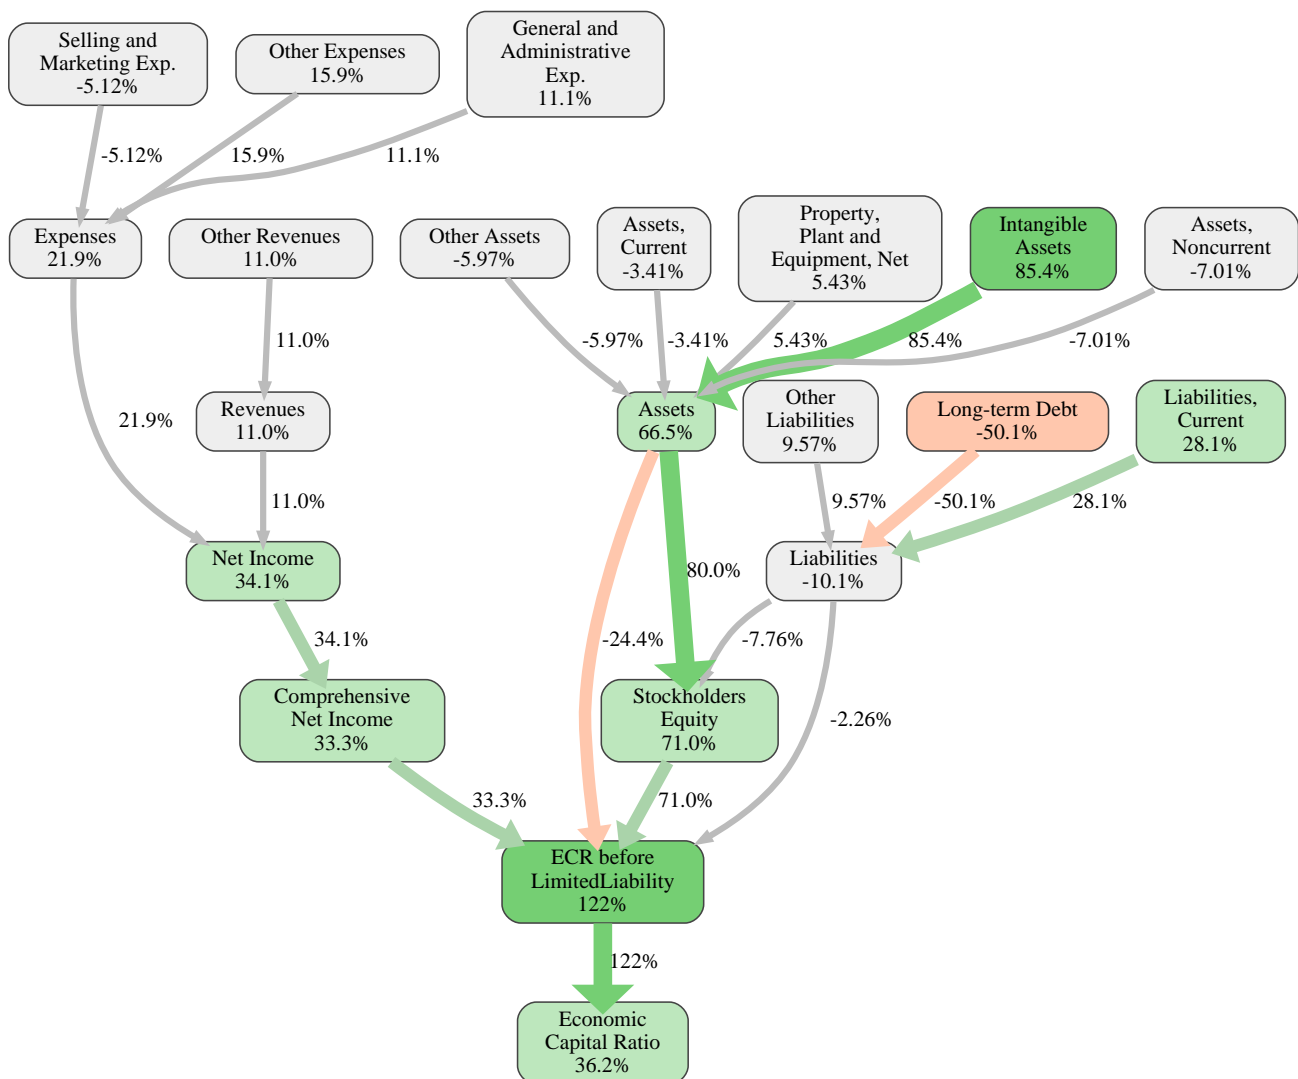 Selling and
Marketing Exp.
-5.12%
Other Expenses
15.9%
General and
Administrative
Exp.
11.1%
-5.12%
15.9%
11.1%
Expenses
21.9%
Other Revenues
11.0%
Other Assets
-5.97%
Assets,
Current
-3.41%
Property,
Plant and
Equipment, Net
5.43%
Intangible
Assets
85.4%
Assets,
Noncurrent
-7.01%
11.0%
-5.97%
-3.41%
5.43%
85.4%
-7.01%
21.9%
Revenues
11.0%
Assets
66.5%
Other
Liabilities
9.57%
Long-term Debt
-50.1%
Liabilities,
Current
28.1%
11.0%
9.57%
-50.1%
28.1%
Net Income
34.1%
80.0%
Liabilities
-10.1%
34.1%
-24.4%
-7.76%
Comprehensive
Net Income
33.3%
Stockholders
Equity
71.0%
-2.26%
33.3%
71.0%
ECR before
LimitedLiability
122%
122%
Economic
Capital Ratio
36.2%